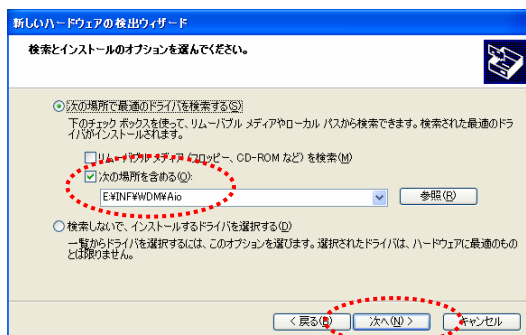 新しいハードウェアの検出ウィザード
検索とインストールのオプションを選んでください。
次の場所で最適のドライバを検索する(S)
下のチェック ボックスを使って、リムーバブル メディアやローカル パスから検索できます。検索された最適のドラ
イバがインストールされます。
リムーバブル メディア (フロッピー、CD-ROM など) を検索(M)
次の場所を含める(O):
E:¥INF¥WDM¥Aio
参照(R)
検索しないで、インストールするドライバを選択する(D)
一覧からドライバを選択するには、このオプションを選びます。選択されたドライバは、ハードウェアに最適のもの
とは限りません。
< 戻る(B)
次へ(N) >
キャンセル